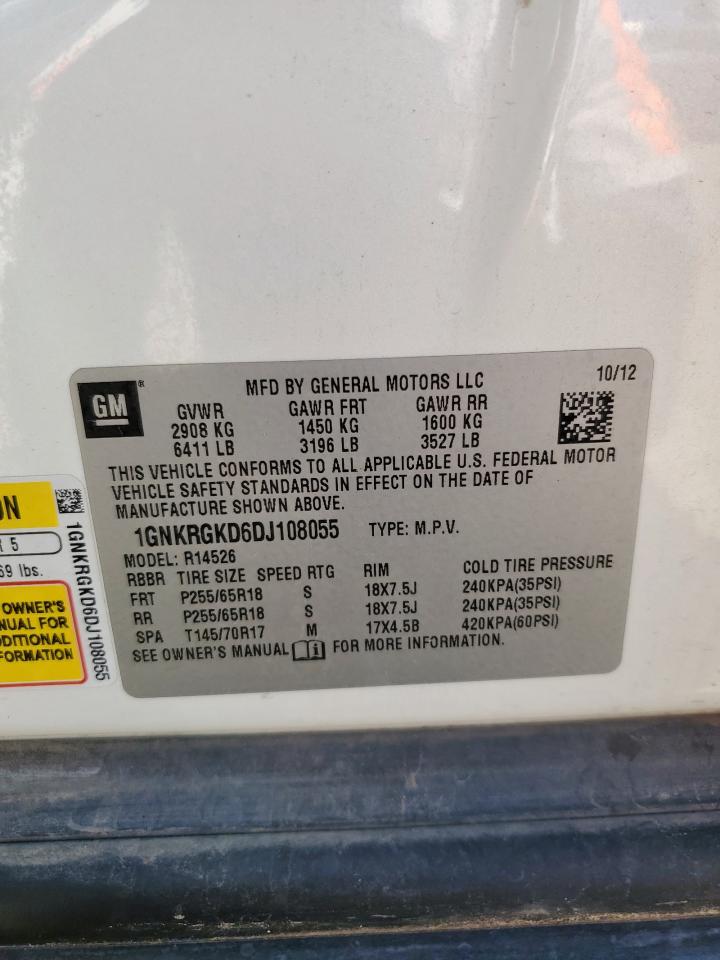 GM®
MFD BY GENERAL MOTORS LLC 10/12
GVWR GAWR FRT GAWR RR
2908 KG 1450 KG 1600 KG
6411 LB 3196 LB 3527 LB
THIS VEHICLE CONFORMS TO ALL APPLICABLE U.S. FEDERAL MOTOR
VEHICLE SAFETY STANDARDS IN EFFECT ON THE DATE OF
MANUFACTURE SHOWN ABOVE.
1GNKRGKD6DJ108055 TYPE: M.P.V.
MODEL: R14526
RBBR TIRE SIZE SPEED RTG RIM COLD TIRE PRESSURE
FRT P255/65R18 S 18X7.5J 240KPA(35PSI)
RR P255/65R18 S 18X7.5J 240KPA(35PSI)
SPA T145/70R17 M 17X4.5B 420KPA(60PSI)
SEE OWNER'S MANUAL FOR MORE INFORMATION.
5
lbs.
OWNER'S
FOR
1GNKRGKD6DJ108055